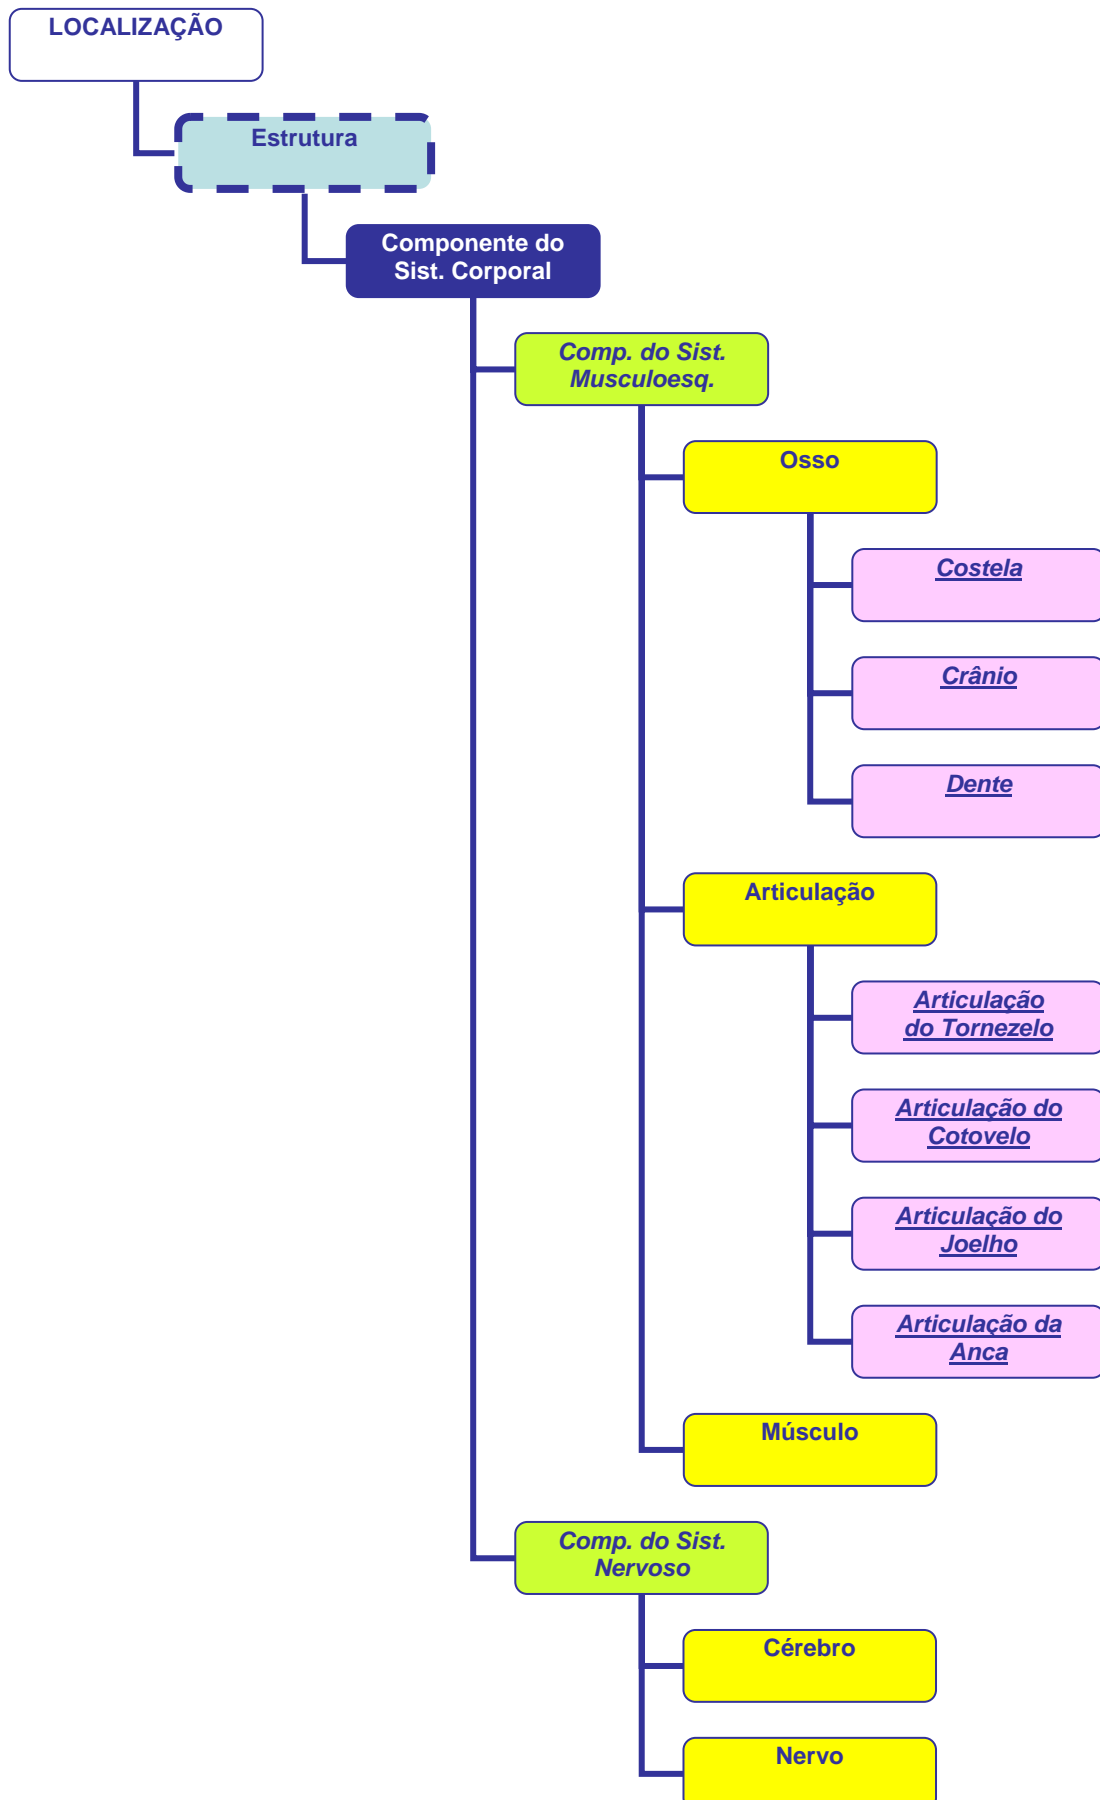 LOCALIZAÇÃO
Estrutura
Componente do
Sist. Corporal
Comp. do Sist.
Musculoesq.
Osso
Costela
Crânio
Dente
Articulação
Articulação
do Tornezelo
Articulação do
Cotovelo
Articulação do
Joelho
Articulação da
Anca
Músculo
Comp. do Sist.
Nervoso
Cérebro
Nervo